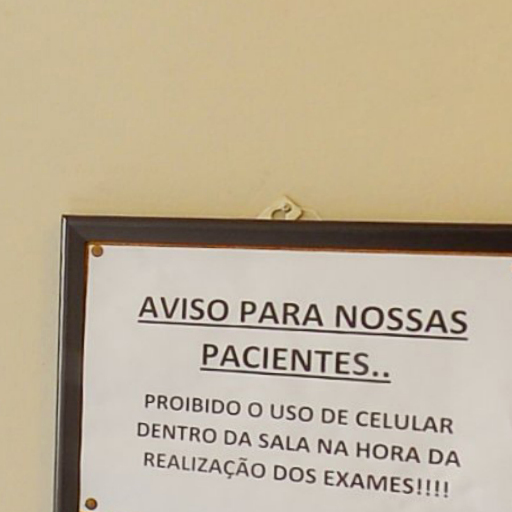 AVISO PARA NOSSAS
PACIENTES..
PROIBIDO O USO DE CELULAR
DENTRO DA SALA NA HORA DA
REALIZAÇÃO DOS EXAMES!!!!